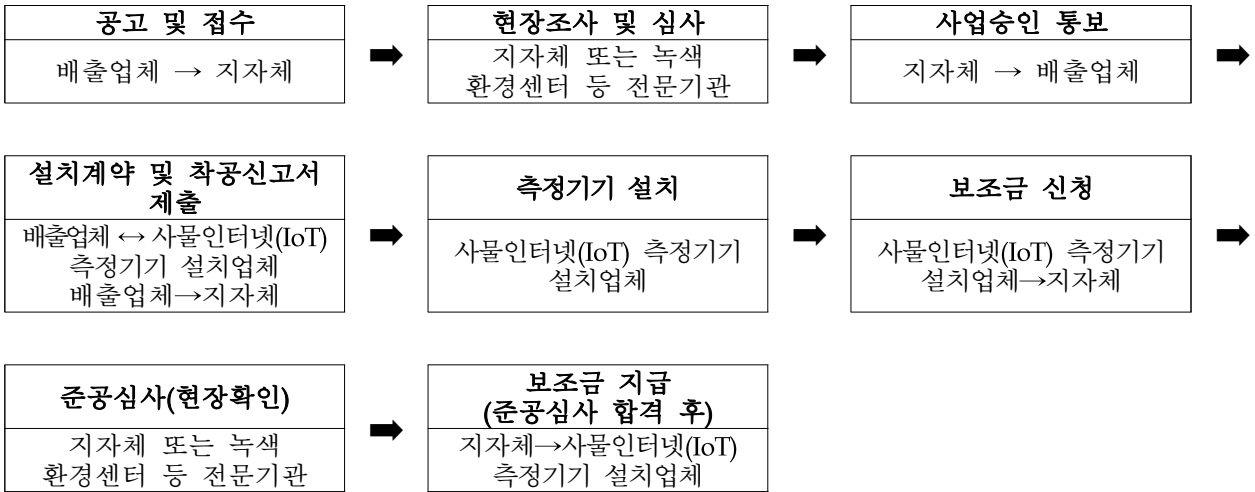 공고 및 접수
배출업체 → 지자체
현장조사 및 심사
지자체 또는 녹색
환경센터 등 전문기관
사업승인 통보
지자체 → 배출업체
설치계약 및 착공신고서
제출
배출업체 ↔ 사물인터넷(IoT)
측정기기 설치업체
배출업체→지자체
측정기기 설치
사물인터넷(IoT) 측정기기
설치업체
보조금 신청
사물인터넷(IoT) 측정기기
설치업체→지자체
준공심사(현장확인)
지자체 또는 녹색
환경센터 등 전문기관
보조금 지급
(준공심사 합격 후)
지자체→사물인터넷(IoT)
측정기기 설치업체